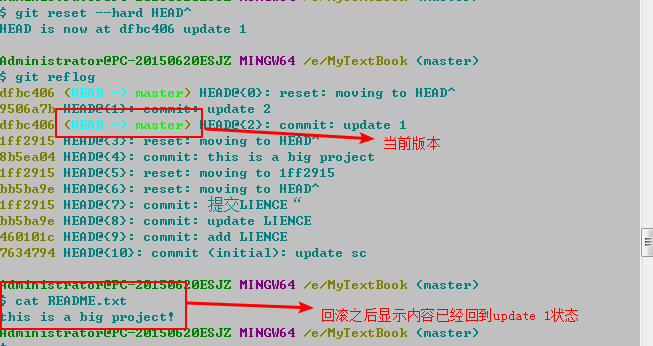 $ git reset --hard HEAD^
HEAD is now at dfbc406 update 1
Administrator@PC-20150620ESJZ MINGW64 /e/MyTextBook (master)
$ git reflog
dfbc406 (HEAD -> master) HEAD@{0}: reset: moving to HEAD^
9506a7b HEAD@{1}: commit: update 2
dfbc406 (HEAD -> master) HEAD@{2}: commit: update 1
当前版本
1ff2915 HEAD@{3}: reset: moving to HEAD^
8b5ea04 HEAD@{4}: commit: this is a big project
1ff2915 HEAD@{5}: reset: moving to 1ff2915
bb5ba9e HEAD@{6}: reset: moving to HEAD^
1ff2915 HEAD@{7}: commit: 提交LIENCE“
bb5ba9e HEAD@{8}: commit: update LIENCE
460101c HEAD@{9}: commit: add LIENCE
7634794 HEAD@{10}: commit (initial): update sc
Administrator@PC-20150620ESJZ MINGW64 /e/MyTextBook (master)
$ cat README.txt
this is a big project!
回滚之后显示内容已经回到update 1状态
Administrator@PC-20150620ESJZ MINGW64 /e/MyTextBook (master)